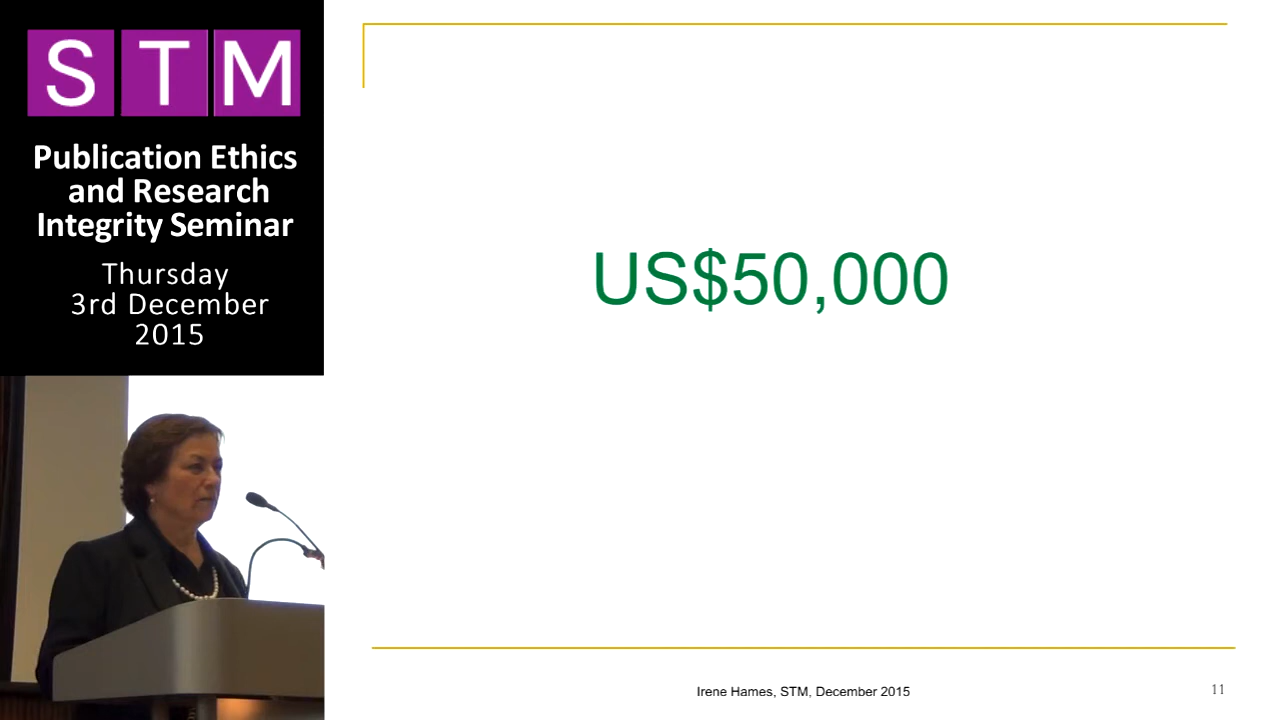 STM
Publication Ethics
and Research
Integrity Seminar
Thursday
3rd December
2015
US$50,000
Irene Hames, STM, December 2015
11